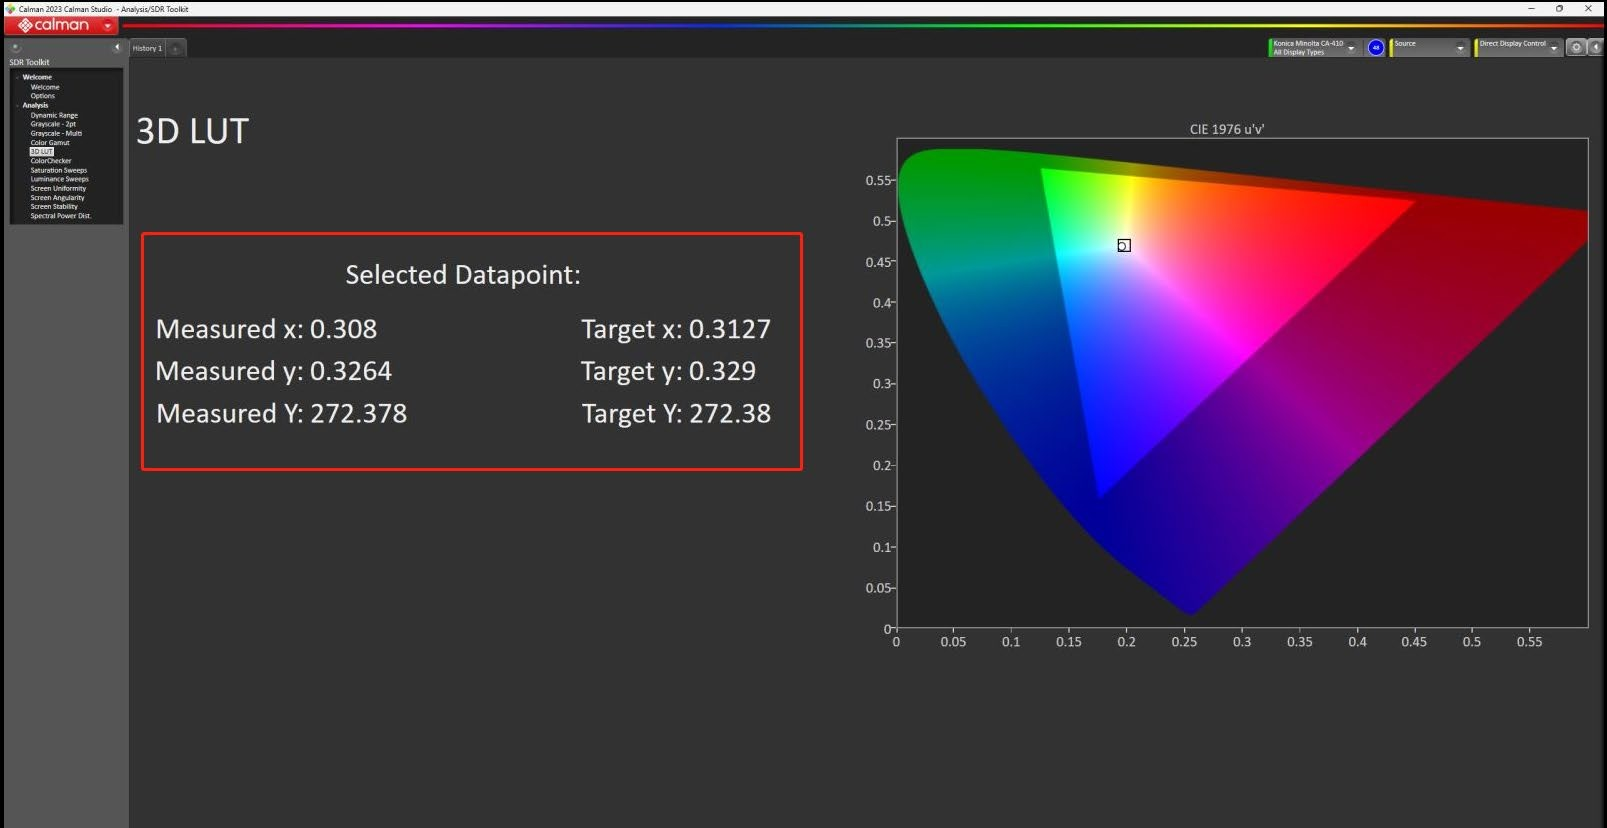 Calman 2023 Calman Studio - Analysis/SDR Toolkit
calman
History 1
Konica Minolta CA-410
All Display Types
48
Source
Direct Display Control
SDR Toolkit
Welcome
Welcome
Options
Analysis
Dynamic Range
Grayscale - 2pt
Grayscale - Multi
Color Gamut
3D LUT
ColorChecker
Saturation Sweeps
Luminance Sweeps
Screen Uniformity
Screen Angularity
Screen Stability
Spectral Power Dist.
3D LUT
Selected Datapoint:
Measured x: 0.308 Target x: 0.3127
Measured y: 0.3264 Target y: 0.329
Measured Y: 272.378 Target Y: 272.38
CIE 1976 u'v'
0.55
0.5
0.45
0.4
0.35
0.3
0.25
0.2
0.15
0.1
0.05
0
0 0.05 0.1 0.15 0.2 0.25 0.3 0.35 0.4 0.45 0.5 0.55